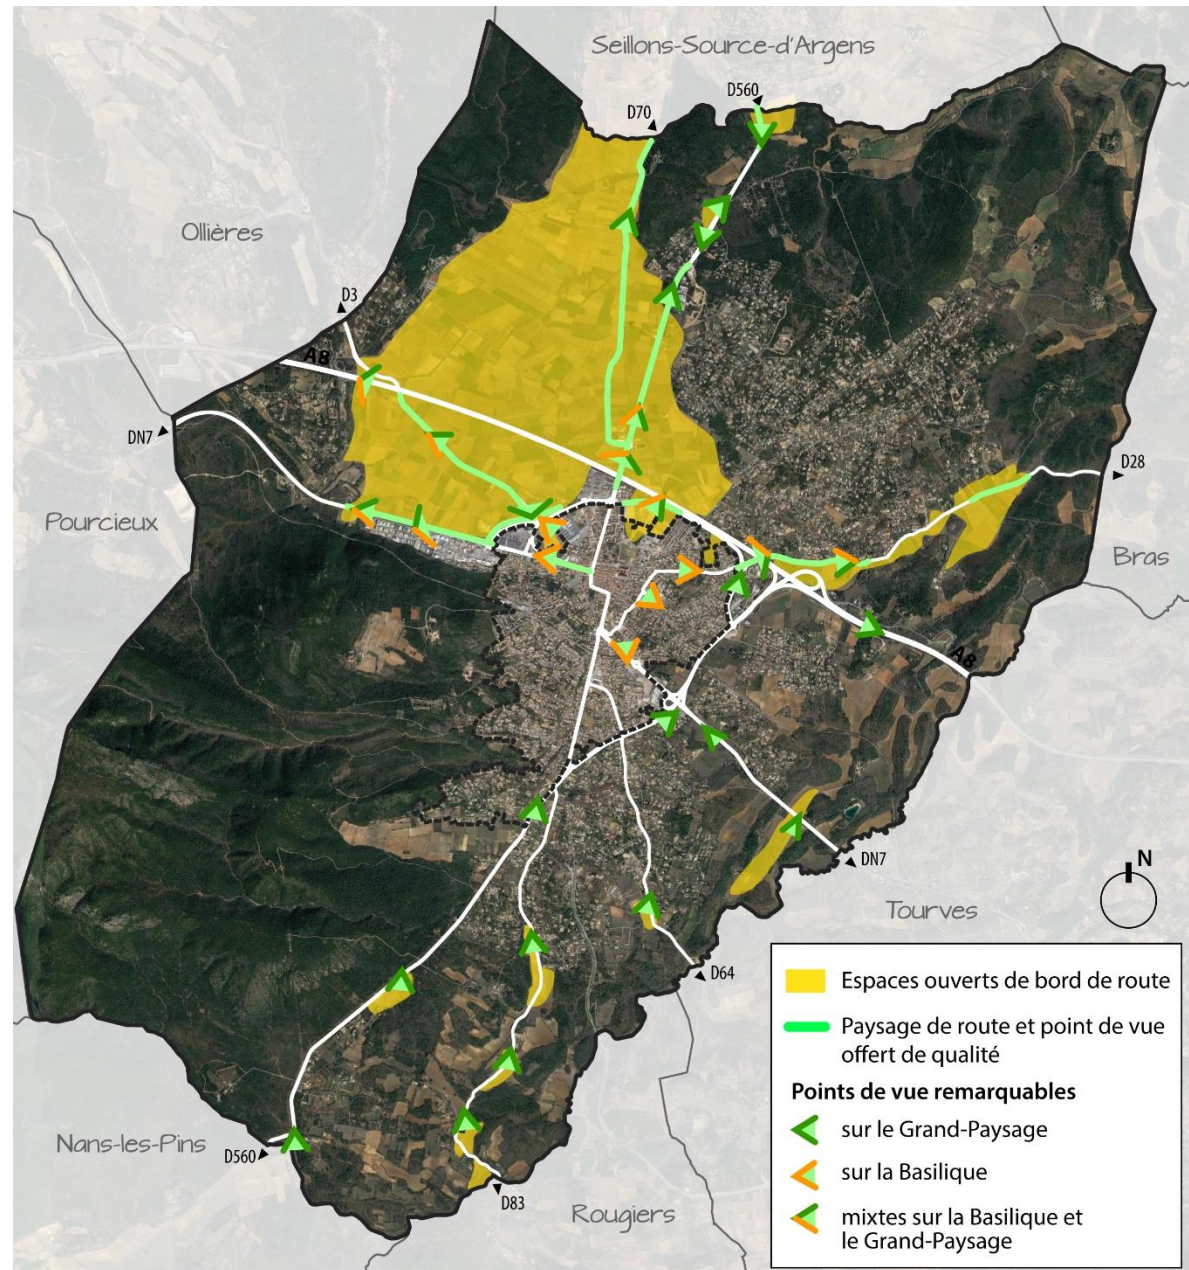 Seillons-Source-d'Argens
D560
D70
Ollières
D3
A8
DN7
D28
Pourcieux
Bras
A8
N
DN7
Tourves
D64
Espaces ouverts de bord de route
Paysage de route et point de vue
offert de qualité
Points de vue remarquables
sur le Grand-Paysage
sur la Basilique
mixtes sur la Basilique et
le Grand-Paysage
Nans-les-Pins
D560
D83
Rougiers